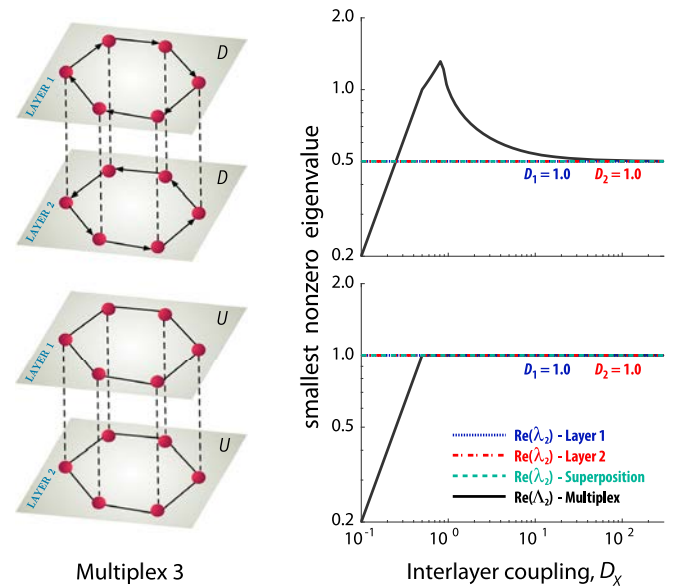 D
LAYER 1
D
LAYER 2
U
LAYER 1
U
LAYER 2
Multiplex 3
smallest nonzero eigenvalue
2.0
1.0
0.5
0.2
D₁ = 1.0 D₂ = 1.0
2.0
1.0
0.5
0.2
D₁ = 1.0 D₂ = 1.0
Re(λ₂) - Layer 1
Re(λ₂) - Layer 2
Re(λ₂) - Superposition
Re(Λ₂) - Multiplex
10⁻¹ 10⁰ 10¹ 10²
Interlayer coupling, Dₓ